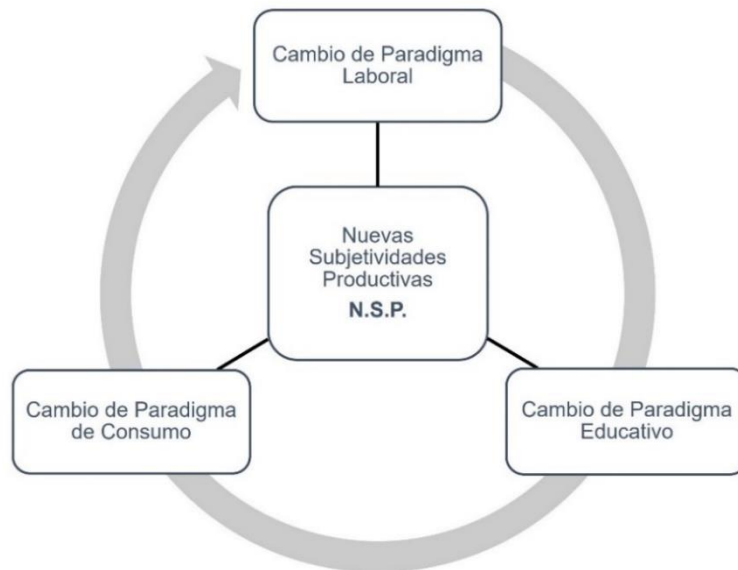 Cambio de Paradigma
Laboral
Nuevas
Subjetividades
Productivas
N.S.P.
Cambio de Paradigma
de Consumo
Cambio de Paradigma
Educativo